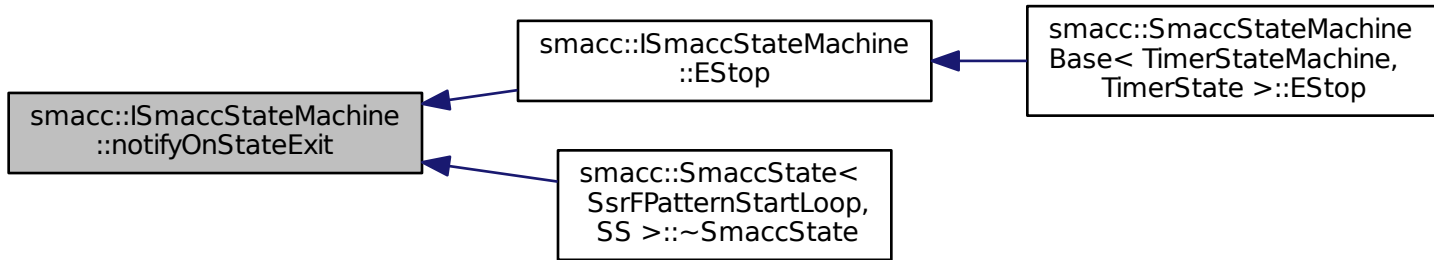 smacc::ISmaccStateMachine
::notifyOnStateExit
smacc::ISmaccStateMachine
::EStop
smacc::SmaccStateMachine
Base< TimerStateMachine,
TimerState >::EStop
smacc::SmaccState<
SsrFPatternStartLoop,
SS >::~SmaccState